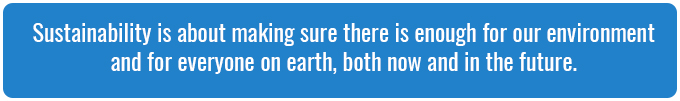 Sustainability is about making sure there is enough for our environment
and for everyone on earth, both now and in the future.